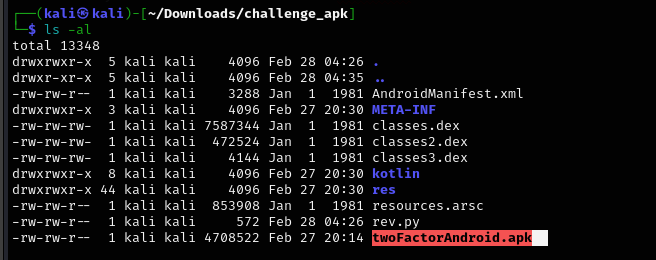 ┌──(kali㉿kali)-[~/Downloads/challenge_apk]
└─$ ls -al
total 13348
drwxrwxr-x  5 kali kali    4096 Feb 28 04:26 .
drwxr-xr-x  5 kali kali    4096 Feb 28 04:35 ..
-rw-rw-r--  1 kali kali    3288 Jan  1  1981 AndroidManifest.xml
drwxrwxr-x  3 kali kali    4096 Feb 27 20:30 META-INF
-rw-rw-rw-  1 kali kali 7587344 Jan  1  1981 classes.dex
-rw-rw-rw-  1 kali kali  472524 Jan  1  1981 classes2.dex
-rw-rw-rw-  1 kali kali    4144 Jan  1  1981 classes3.dex
drwxrwxr-x  8 kali kali    4096 Feb 27 20:30 kotlin
drwxrwxr-x 44 kali kali    4096 Feb 27 20:30 res
-rw-rw-r--  1 kali kali  853908 Jan  1  1981 resources.arsc
-rw-rw-r--  1 kali kali     572 Feb 28 04:26 rev.py
-rw-rw-r--  1 kali kali 4708522 Feb 27 20:14 twoFactorAndroid.apk